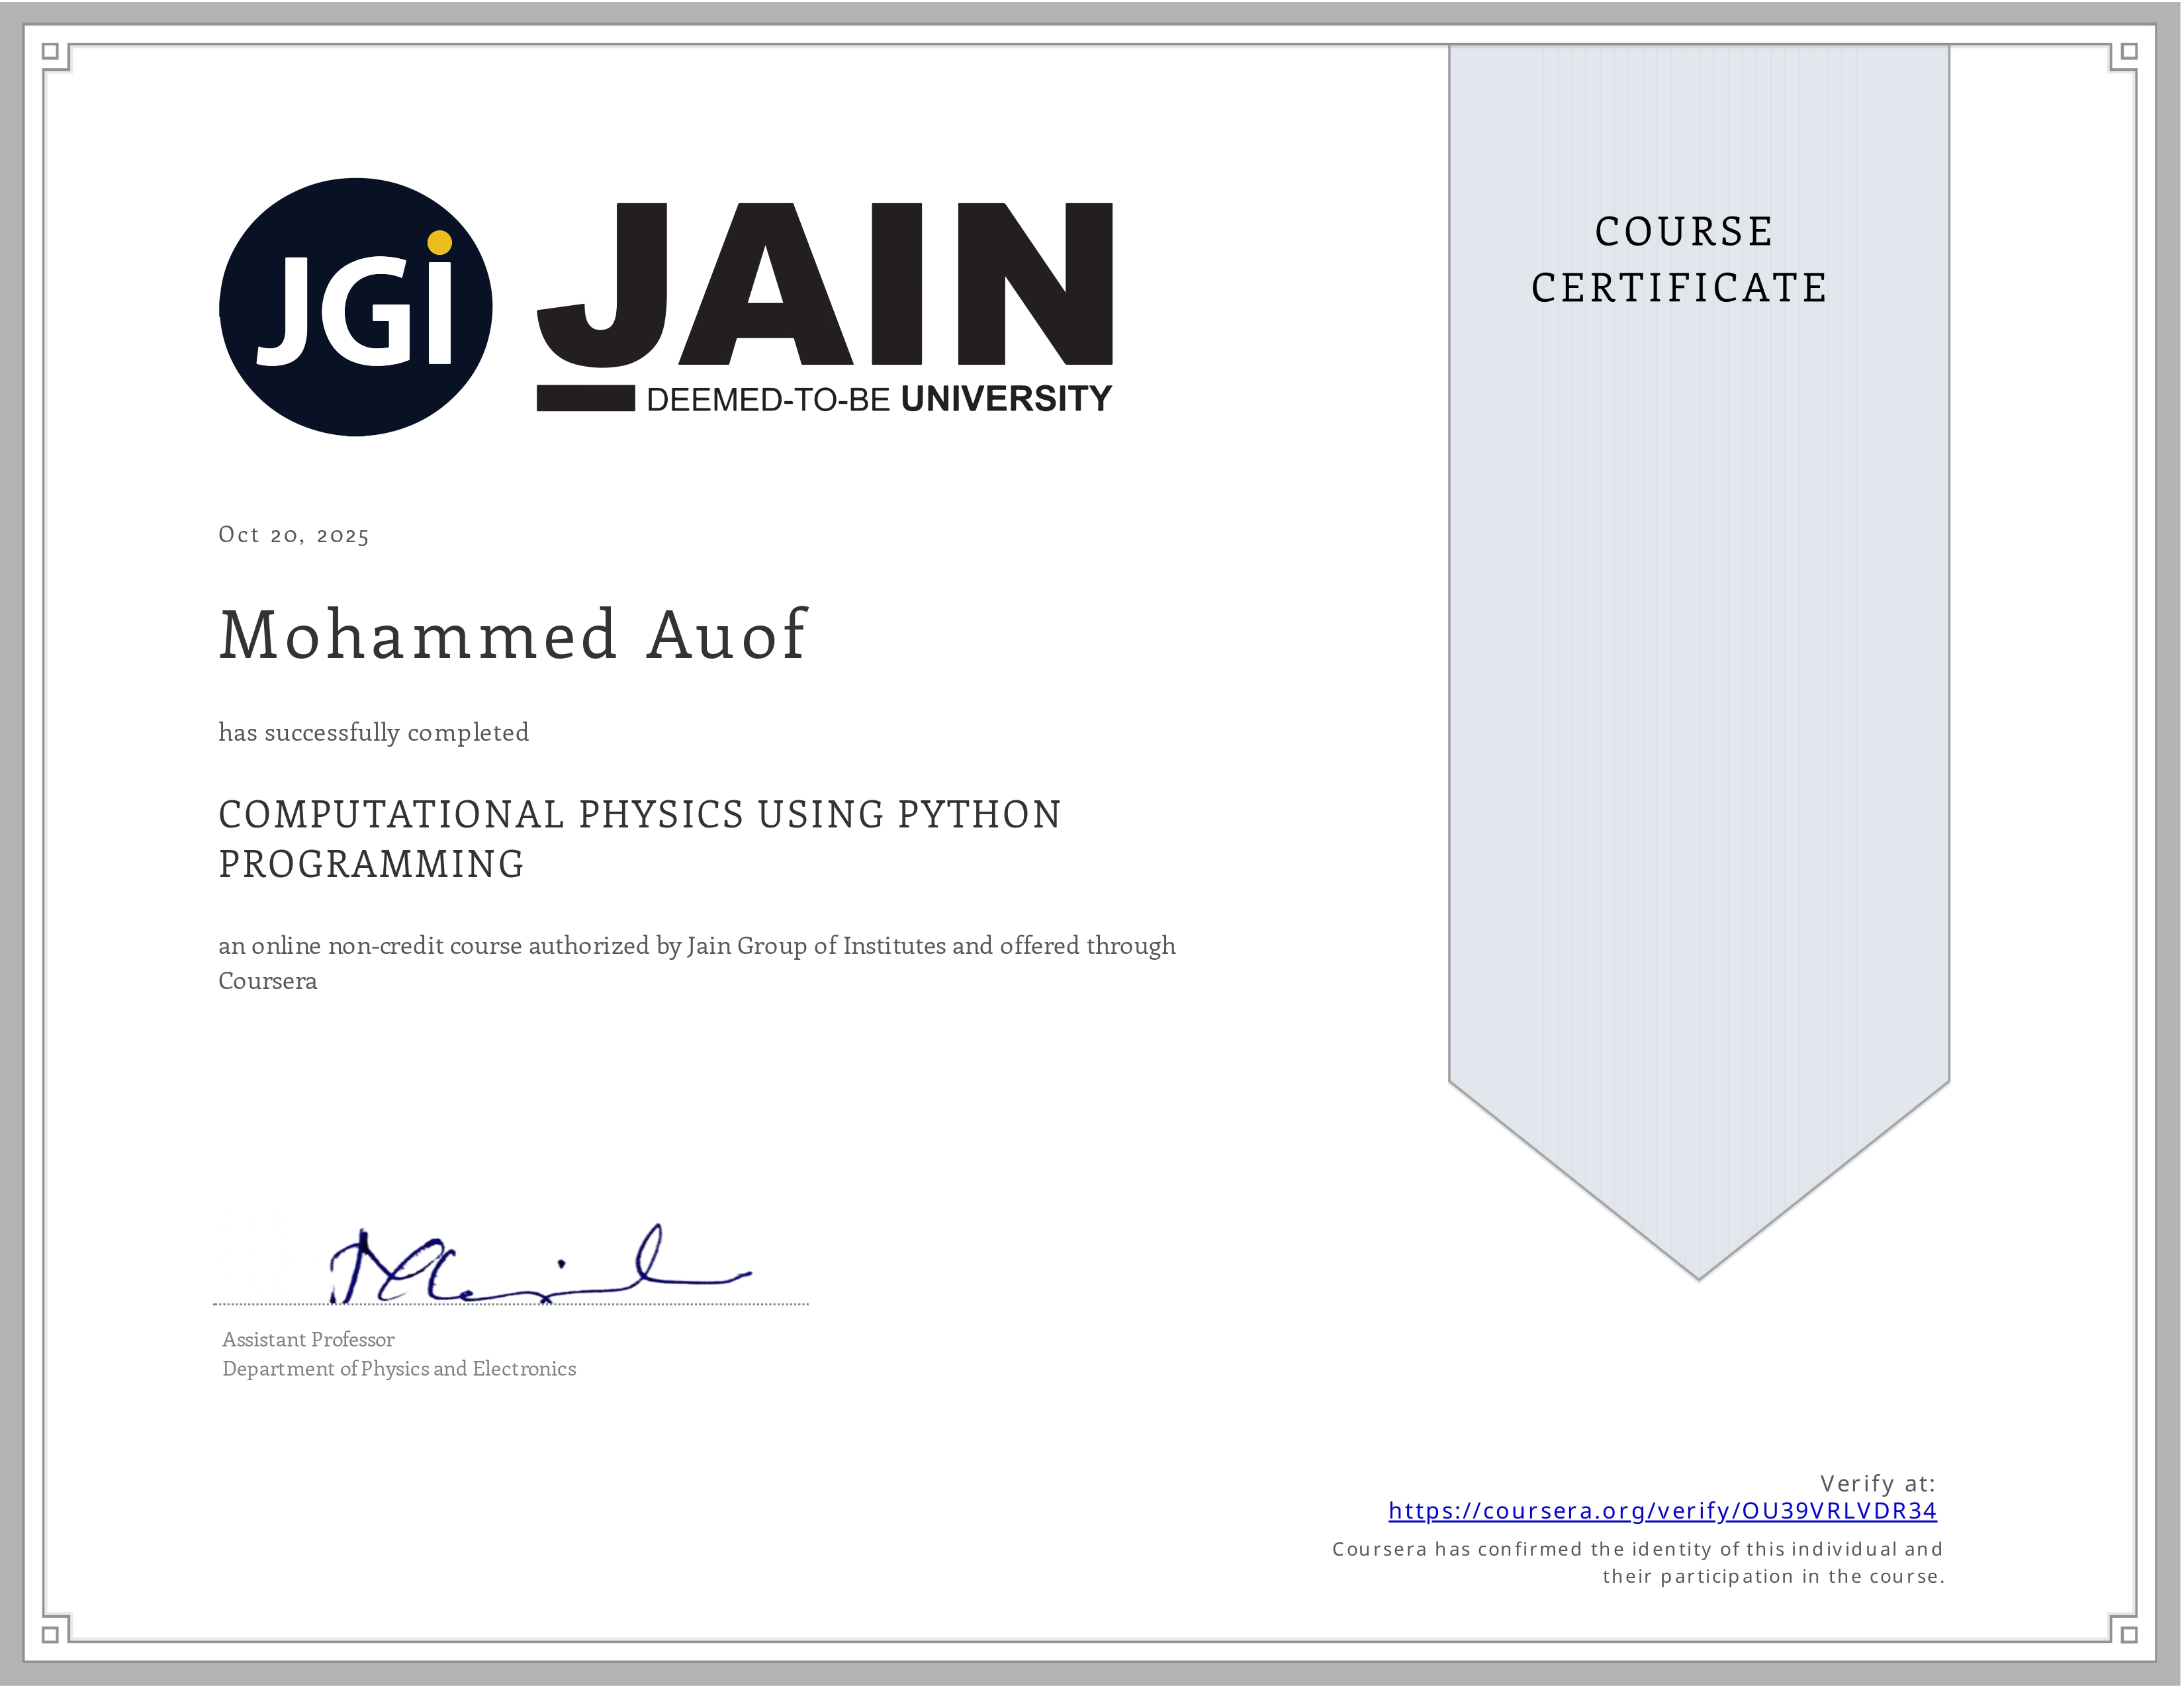 JGi
JAIN
DEEMED-TO-BE UNIVERSITY
COURSE
CERTIFICATE
Oct 20, 2025
Mohammed Auof
has successfully completed
COMPUTATIONAL PHYSICS USING PYTHON
PROGRAMMING
an online non-credit course authorized by Jain Group of Institutes and offered through
Coursera
Assistant Professor
Department of Physics and Electronics
Verify at:
https://coursera.org/verify/OU39VRLVDR34
Coursera has confirmed the identity of this individual and
their participation in the course.